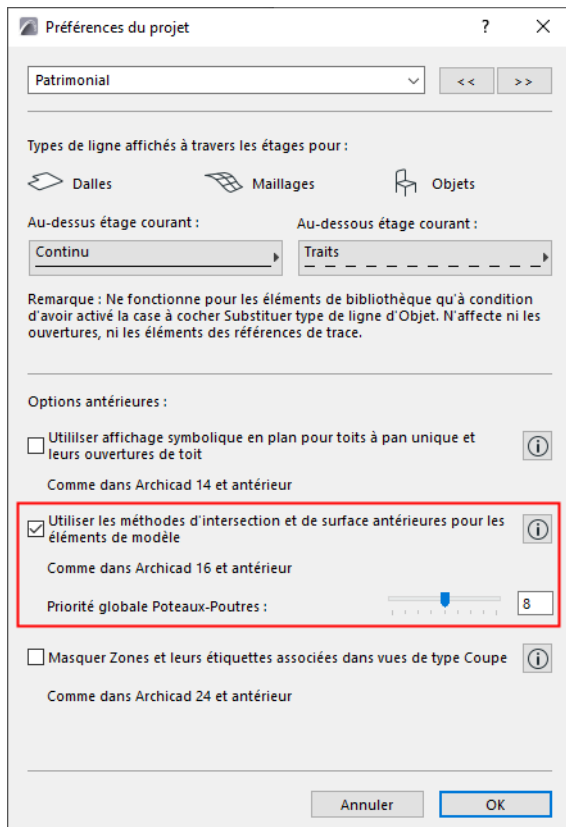 Préférences du projet
?
Patrimonial
<< >>
Types de ligne affichés à travers les étages pour :
Dalles Maillages Objets
Au-dessus étage courant : Au-dessous étage courant :
Continu Traits
Remarque : Ne fonctionne pour les éléments de bibliothèque qu'à condition
d'avoir activé la case à cocher Substituer type de ligne d'Objet. N'affecte ni les
ouvertures, ni les éléments des références de trace.
Options antérieures :
Utililser affichage symbolique en plan pour toits à pan unique et
leurs ouvertures de toit
Comme dans Archicad 14 et antérieur
Utiliser les méthodes d'intersection et de surface antérieures pour les
éléments de modèle
Comme dans Archicad 16 et antérieur
Priorité globale Poteaux-Poutres : 8
Masquer Zones et leurs étiquettes associées dans vues de type Coupe
Comme dans Archicad 24 et antérieur
Annuler OK